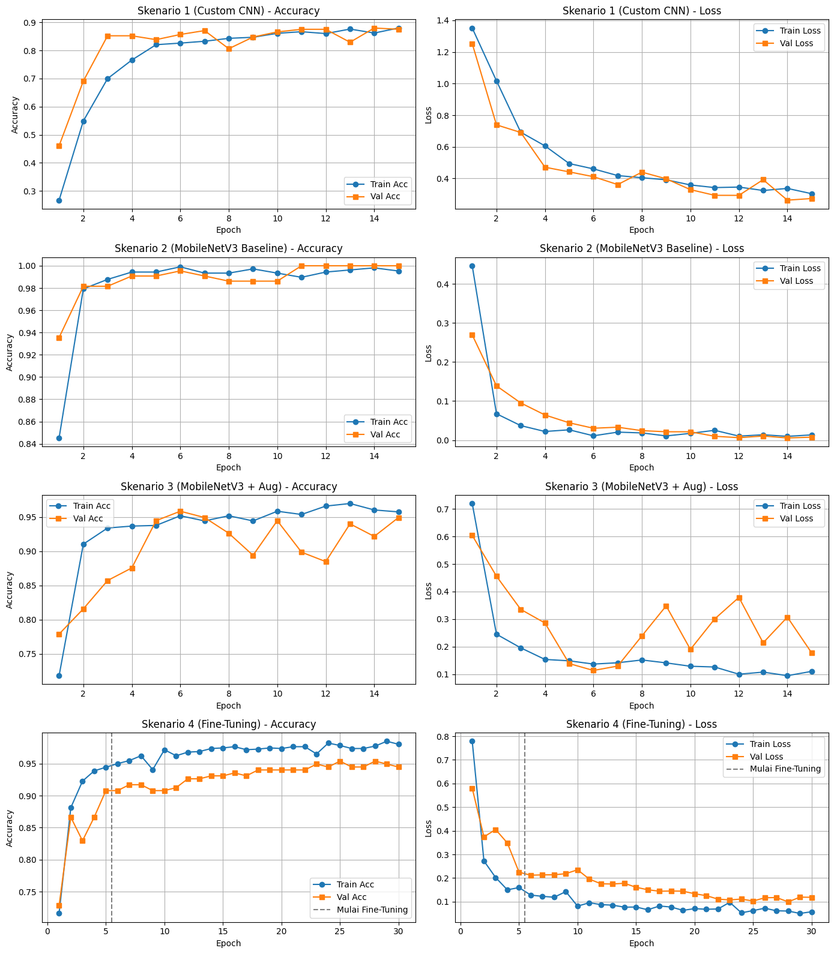 Skenario 1 (Custom CNN) - Accuracy
Accuracy
0.9
0.8
0.7
0.6
0.5
0.4
0.3
2 4 6 8 10 12 14
Epoch
Train Acc
Val Acc
Skenario 1 (Custom CNN) - Loss
Loss
1.4
1.2
1.0
0.8
0.6
0.4
2 4 6 8 10 12 14
Epoch
Train Loss
Val Loss
Skenario 2 (MobileNetV3 Baseline) - Accuracy
Accuracy
1.00
0.98
0.96
0.94
0.92
0.90
0.88
0.86
0.84
2 4 6 8 10 12 14
Epoch
Train Acc
Val Acc
Skenario 2 (MobileNetV3 Baseline) - Loss
Loss
0.4
0.3
0.2
0.1
0.0
2 4 6 8 10 12 14
Epoch
Train Loss
Val Loss
Skenario 3 (MobileNetV3 + Aug) - Accuracy
Accuracy
0.95
0.90
0.85
0.80
0.75
2 4 6 8 10 12 14
Epoch
Train Acc
Val Acc
Skenario 3 (MobileNetV3 + Aug) - Loss
Loss
0.7
0.6
0.5
0.4
0.3
0.2
0.1
2 4 6 8 10 12 14
Epoch
Train Loss
Val Loss
Skenario 4 (Fine-Tuning) - Accuracy
Accuracy
0.95
0.90
0.85
0.80
0.75
0 5 10 15 20 25 30
Epoch
Train Acc
Val Acc
Mulai Fine-Tuning
Skenario 4 (Fine-Tuning) - Loss
Loss
0.8
0.7
0.6
0.5
0.4
0.3
0.2
0.1
0 5 10 15 20 25 30
Epoch
Train Loss
Val Loss
Mulai Fine-Tuning